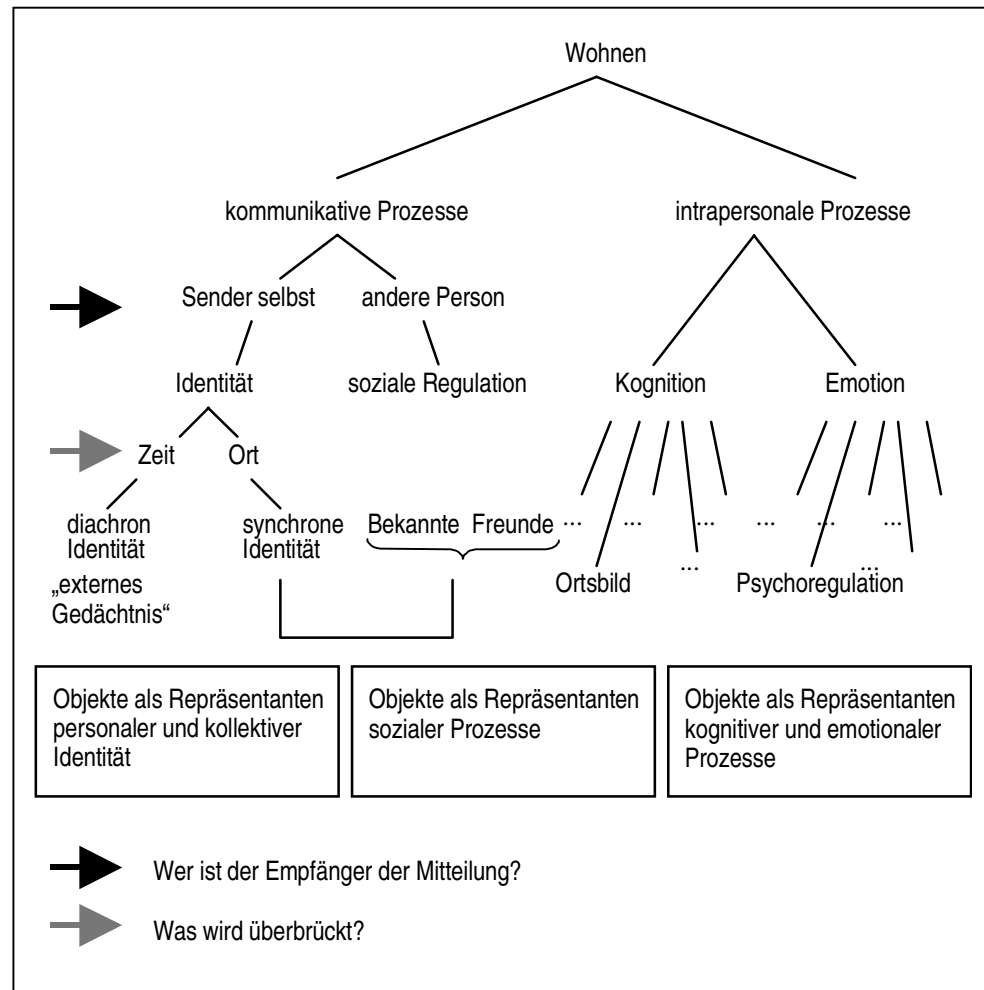 Wohnen
kommunikative Prozesse
intrapersonale Prozesse
Sender selbst
andere Person
Identität
soziale Regulation
Kognition
Emotion
Zeit
Ort
diachron
Identität
„externes
Gedächtnis“
synchrone
Identität
Bekannte Freunde
... ... ... ... ... ...
... ...
Ortsbild
Psychoregulation
Objekte als Repräsentanten
personaler und kollektiver
Identität
Objekte als Repräsentanten
sozialer Prozesse
Objekte als Repräsentanten
kognitiver und emotionaler
Prozesse
Wer ist der Empfänger der Mitteilung?
Was wird überbrückt?